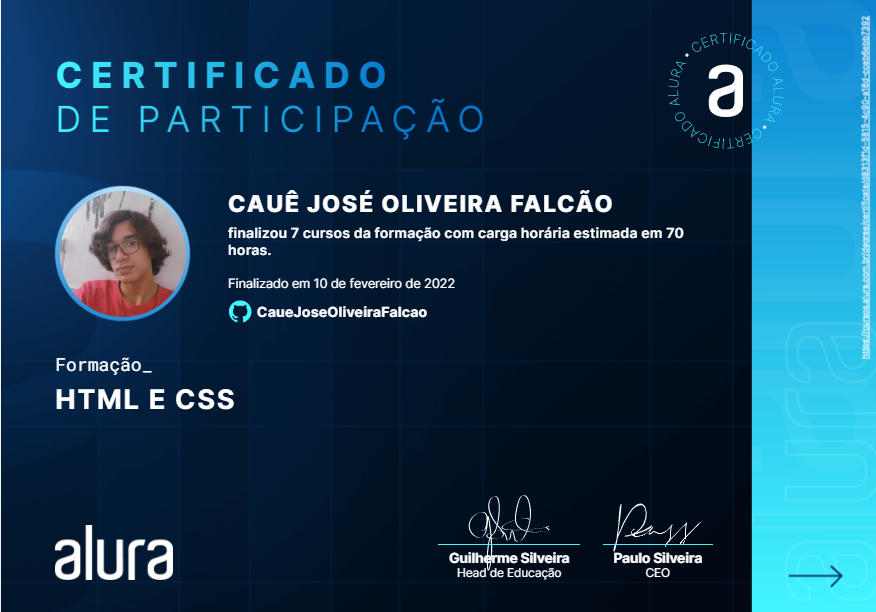 CERTIFICADO
DE PARTICIPAÇÃO
CERTIFICADO ALURA • CERTIFICADO ALURA •
a
CAUÊ JOSÉ OLIVEIRA FALCÃO
finalizou 7 cursos da formação com carga horária estimada em 70
horas.
Finalizado em 10 de fevereiro de 2022
CaueJoseOliveiraFalcao
Formação_
HTML E CSS
alura
Guilherme Silveira
Head de Educação
Paulo Silveira
CEO
alura